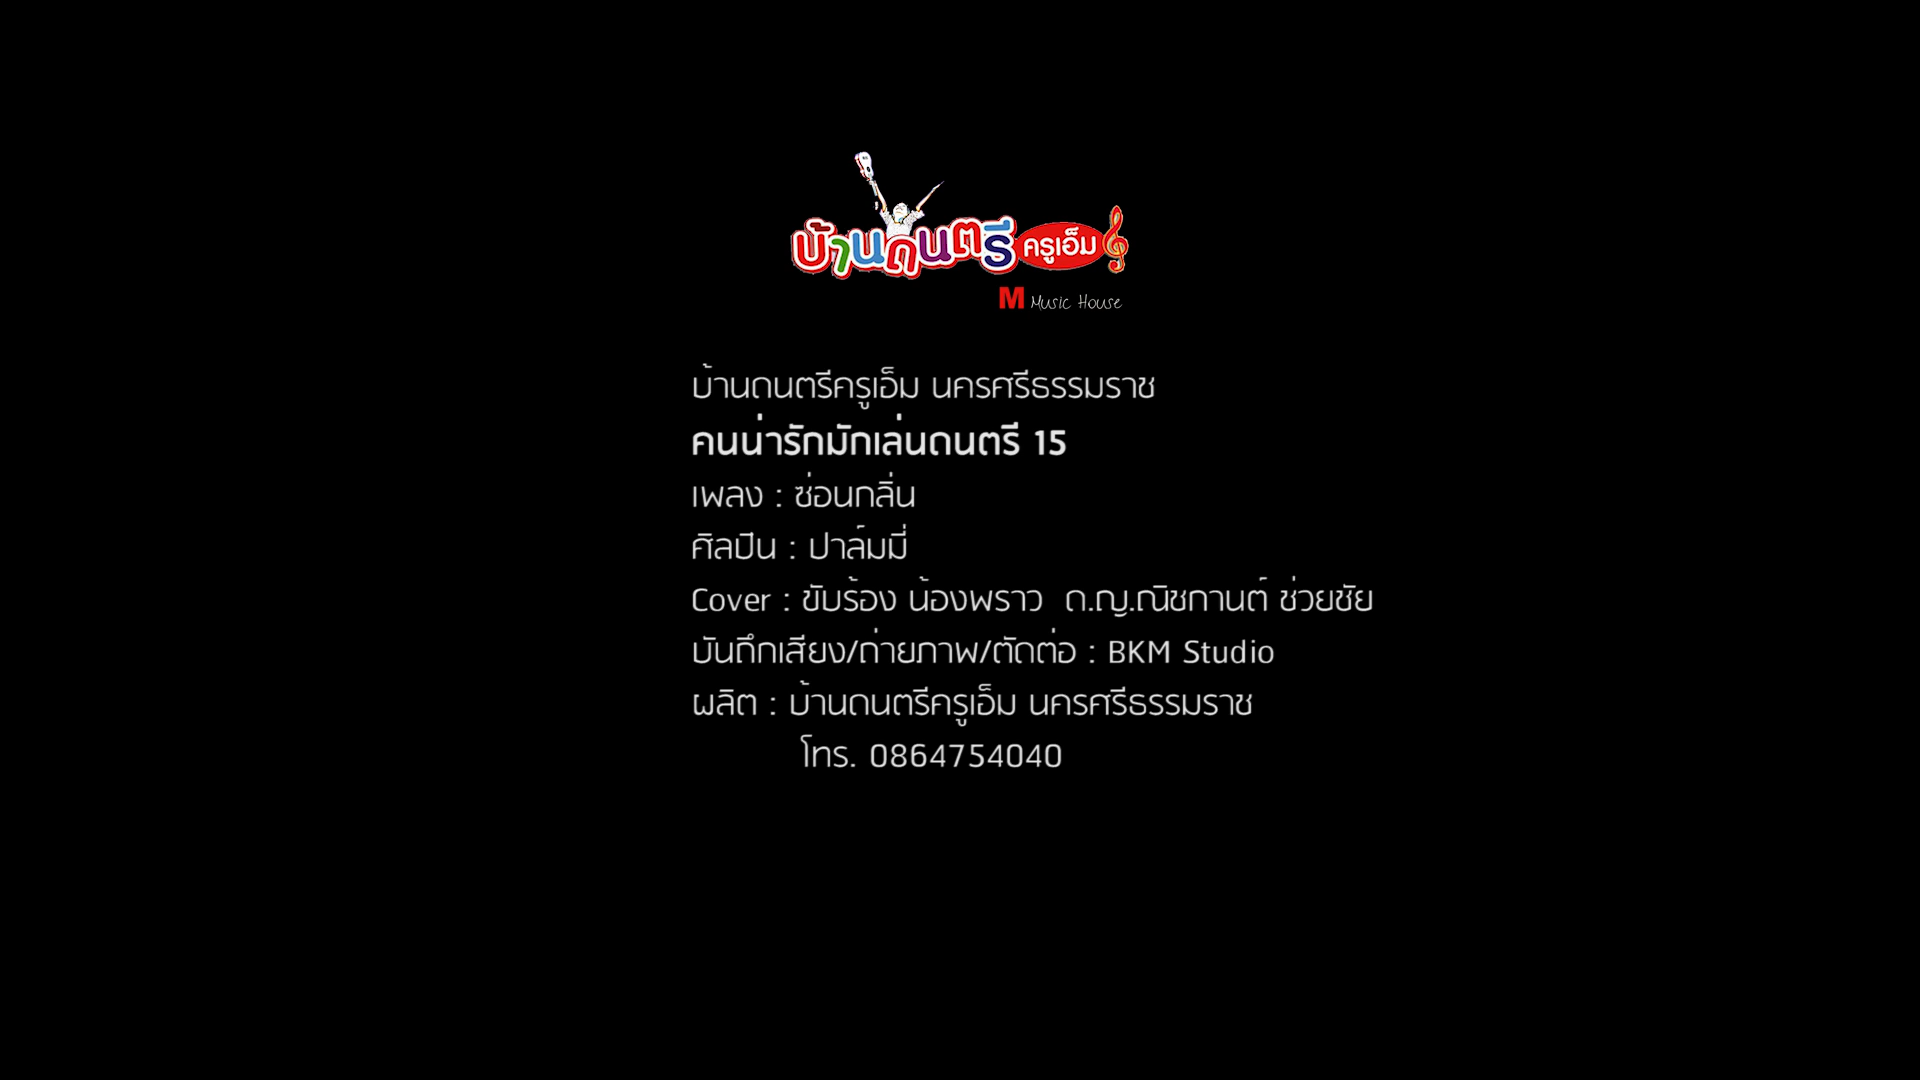 บ้านดนตรี ครูเอ็ม
M Music House
บ้านดนตรีครูเอ็ม นครศรีธรรมราช
คนน่ารักมักเล่นดนตรี 15
เพลง : ซ่อนกลิ่น
ศิลปิน : ปาล์มมี่
Cover : ขับร้อง น้องพราว ด.ญ.ณิชกานต์ ช่วยชัย
บันถึกเสียง/ถ่ายภาพ/ตัดต่อ : BKM Studio
ผลิต : บ้านดนตรีครูเอ็ม นครศรีธรรมราช
โทร. 0864754040